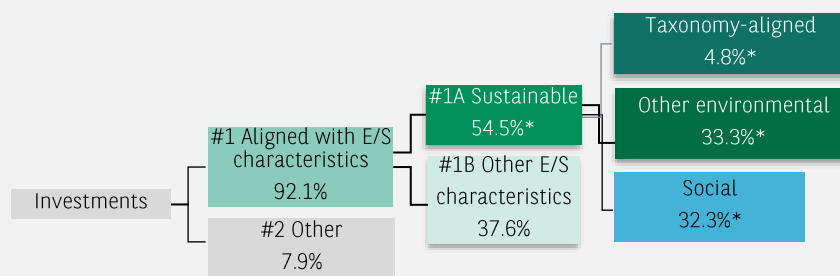 Investments
#1 Aligned with E/S
characteristics
92.1%
#2 Other
7.9%
#1A Sustainable
54.5%*
#1B Other E/S
characteristics
37.6%
Taxonomy-aligned
4.8%*
Other environmental
33.3%*
Social
32.3%*